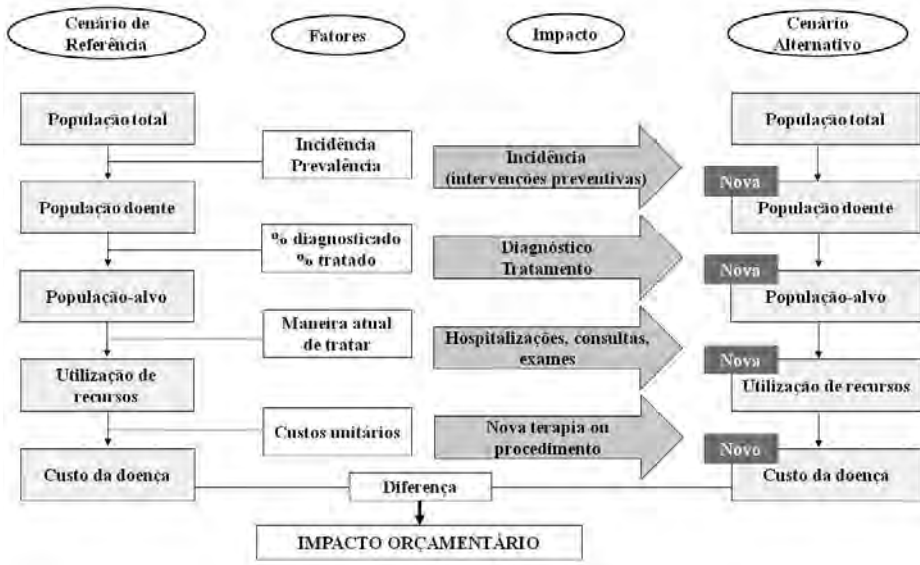 Cenário de
Referência
Fatores
Impacto
Cenário
Alternativo
População total
Incidência
Prevalência
Incidência
(intervenções preventivas)
População total
Nova
População doente
População doente
% diagnosticado
% tratado
Diagnóstico
Tratamento
Nova
População-alvo
População-alvo
Maneira atual
de tratar
Hospitalizações, consultas,
exames
Nova
Utilização de
recursos
Utilização de recursos
Custos unitários
Nova terapia ou
procedimento
Novo
Custo da doença
Custo da doença
Diferença
IMPACTO ORÇAMENTÁRIO